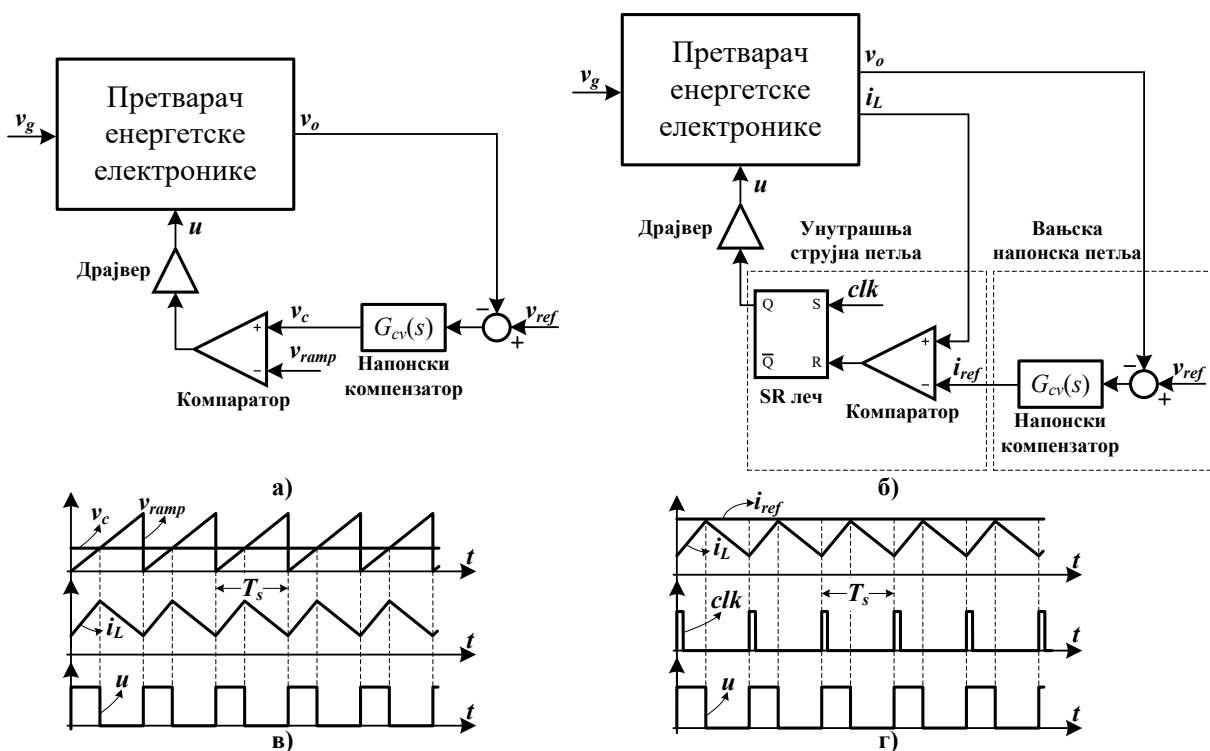 Претварач
енергетске
електронике
v_g
v_o
u
Драјвер
v_c
v_ramp
G_cv(s)
v_ref
+
−
−
+
Компаратор
Напонски
компензатор
а)
Претварач
енергетске
електронике
v_g
v_o
i_L
u
Драјвер
Унутрашња
струјна петља
Вањска
напонска петља
clk
Q
S
Q̅
R
SR леч
+
−
Компаратор
i_ref
G_cv(s)
v_ref
−
+
Напонски
компензатор
б)
v_c
v_ramp
t
T_s
i_L
t
u
t
в)
i_ref
i_L
t
T_s
clk
t
u
t
г)